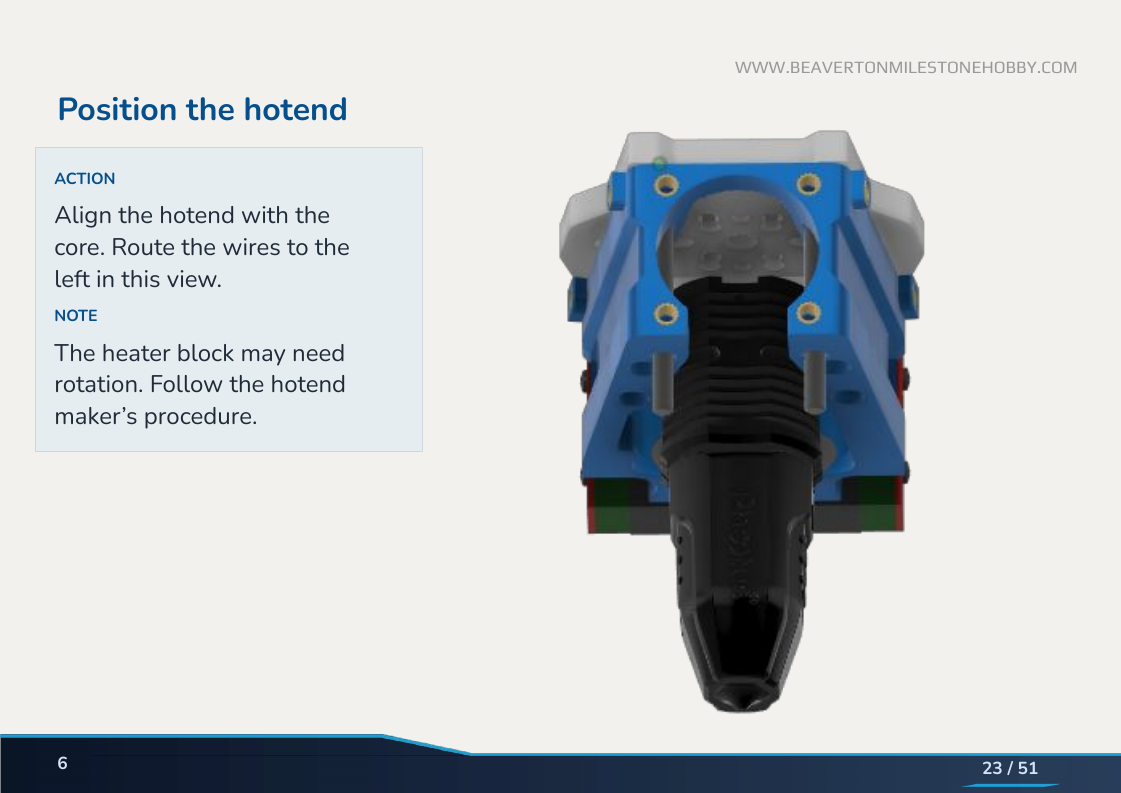 WWW.BEAVERTONMILESTONEHOBBY.COM
Position the hotend
ACTION
Align the hotend with the
core. Route the wires to the
left in this view.
NOTE
The heater block may need
rotation. Follow the hotend
maker’s procedure.
6
23 / 51